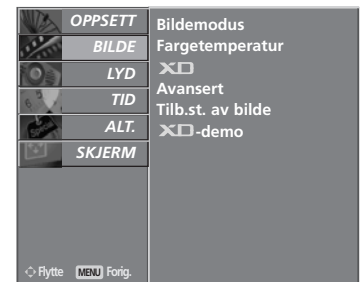 OPPSETT
BILDE
LYD
TID
ALT.
SKJERM
Bildemodus
Fargetemperatur
XD
Avansert
Tilb.st. av bilde
XD-demo
Flytte MENU Forig.